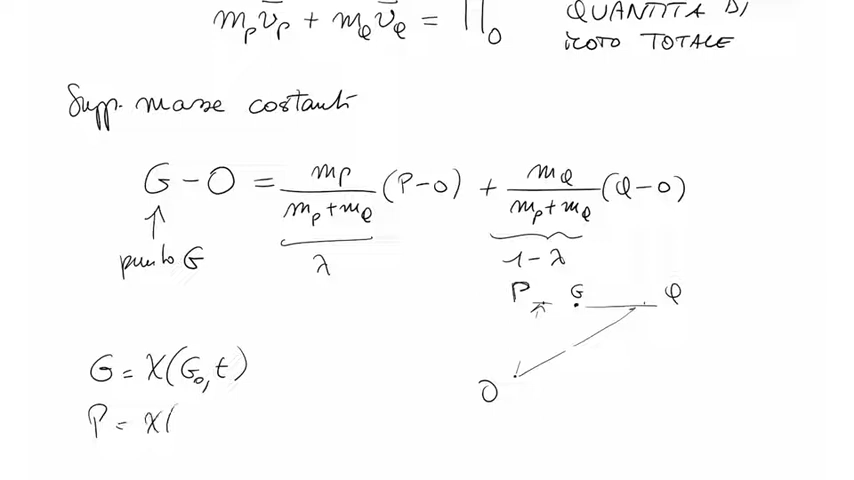 m_P v̄_P + m_Q v̄_Q = Π_0 QUANTITÀ DI
MOTO TOTALE
Supp. masse costanti
G - O = m_P / (m_P + m_Q) (P - O) + m_Q / (m_P + m_Q) (Q - O)
punto G
λ
1 - λ
P G Q
O
G = χ(G_0, t)
P = χ(